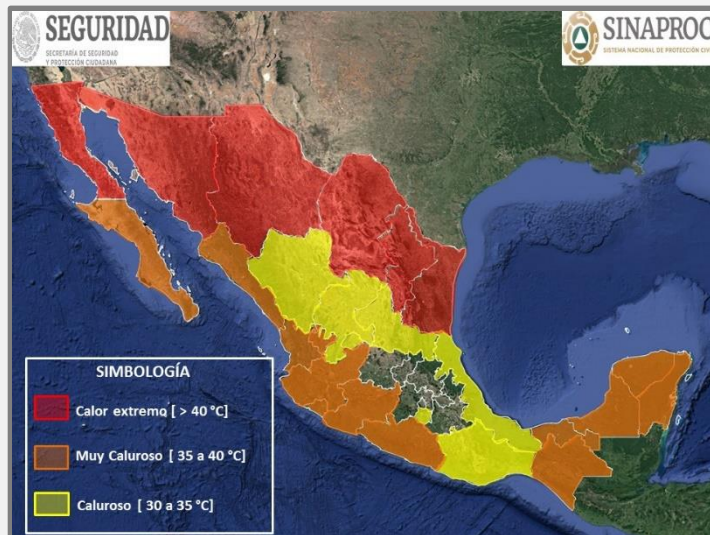 SEGURIDAD
SECRETARÍA DE SEGURIDAD
Y PROTECCIÓN CIUDADANA
SINAPROC
SISTEMA NACIONAL DE PROTECCIÓN CIVI
SIMBOLOGÍA
Calor extremo [ > 40 °C]
Muy Caluroso [ 35 a 40 °C]
Caluroso [ 30 a 35 °C]